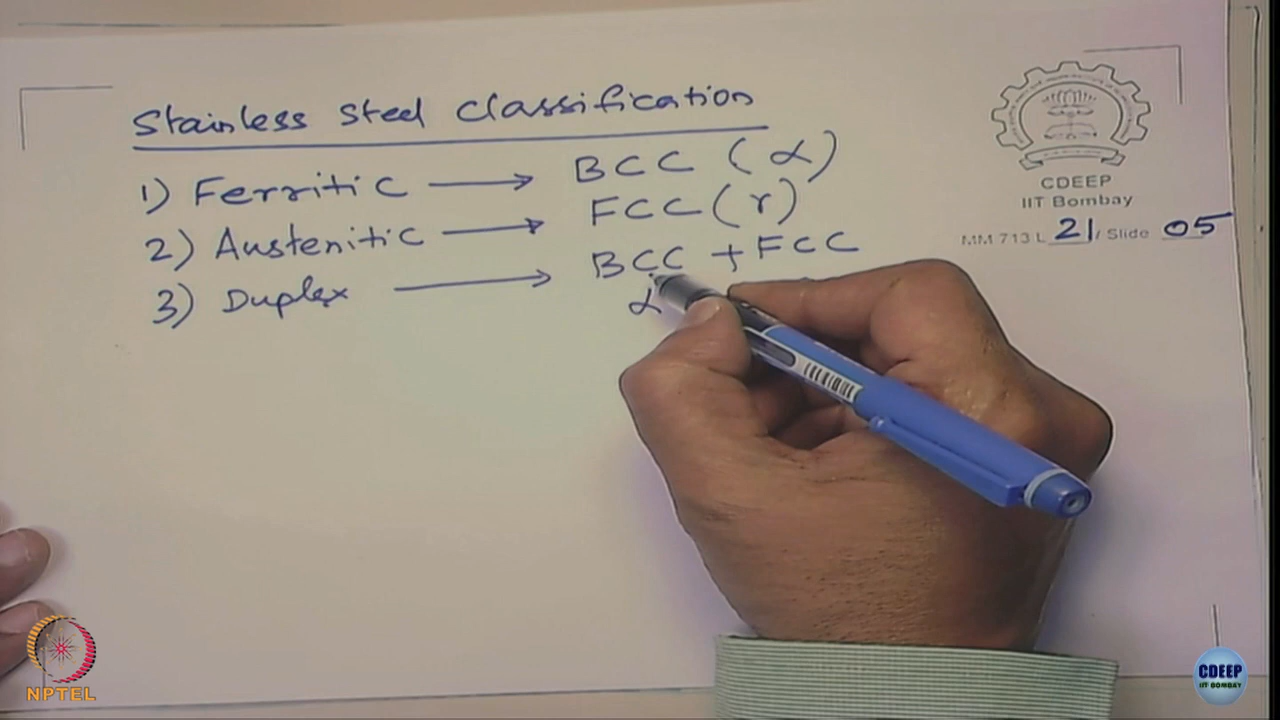 Stainless Steel Classification
1) Ferritic → BCC (α)
2) Austenitic → FCC (γ)
3) Duplex → BCC + FCC
α
CDEEP
IIT Bombay
MM 713 L 21 / Slide 05
NPTEL
CDEEP
IIT BOMBAY